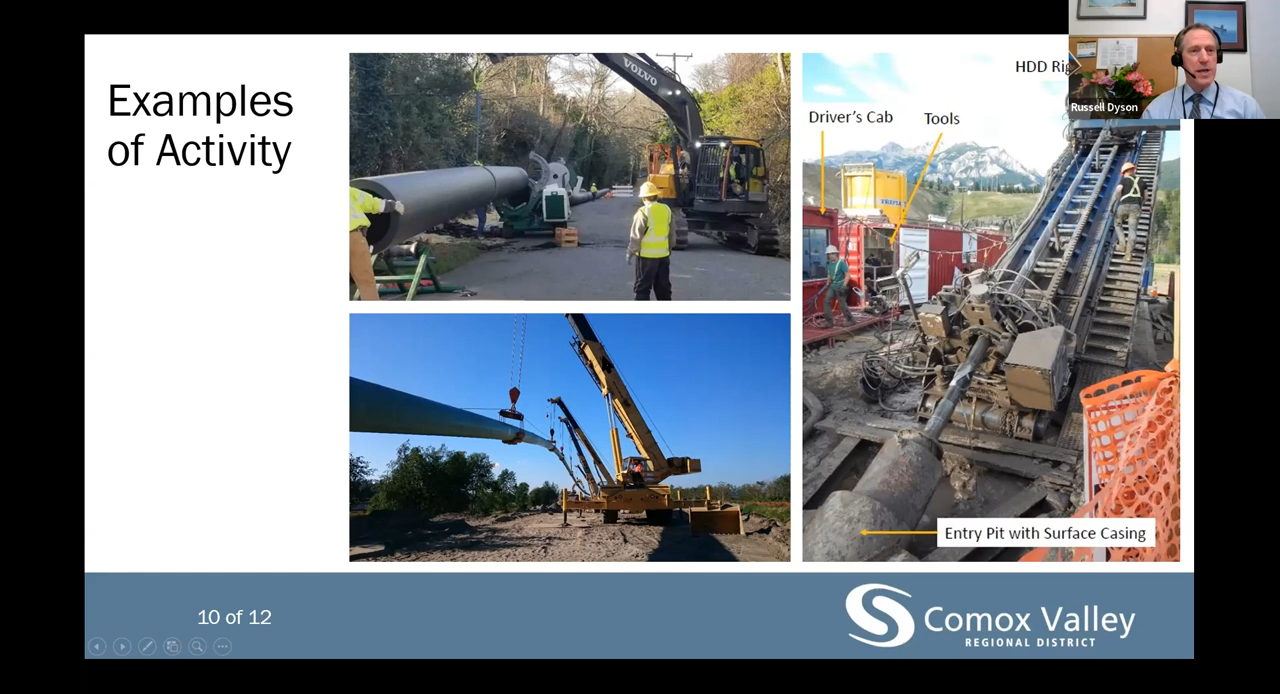 Examples
of Activity
VOLVO
HDD Rig
Driver's Cab
Tools
Entry Pit with Surface Casing
Russell Dyson
10 of 12
Comox Valley
REGIONAL DISTRICT